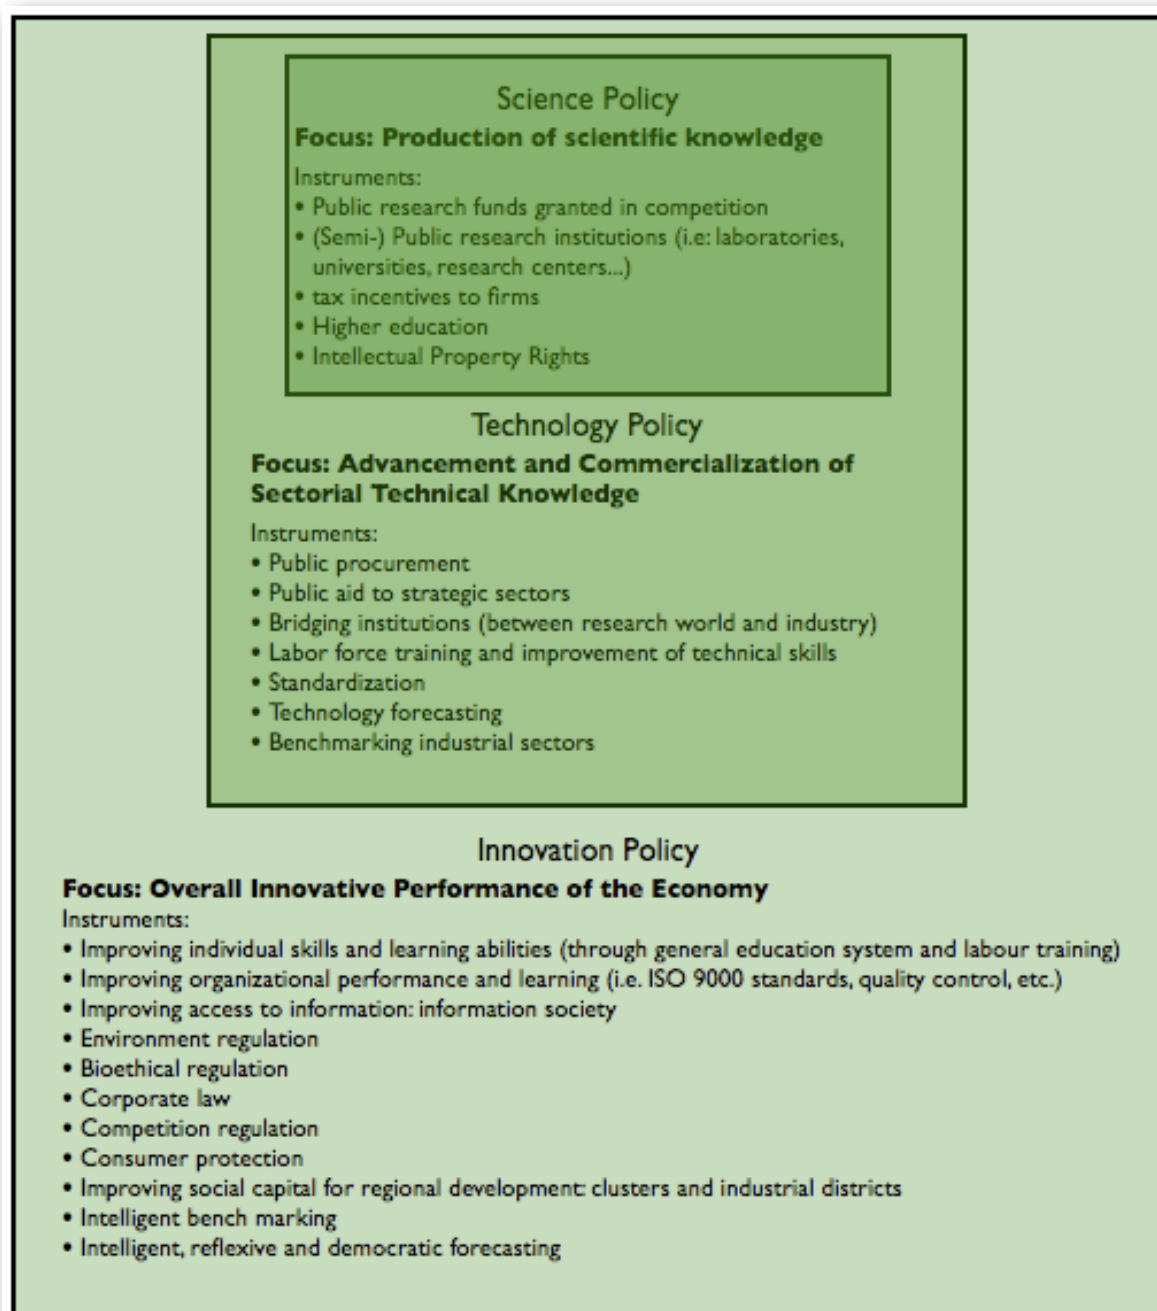 Science Policy
Focus: Production of scientific knowledge
Instruments:
• Public research funds granted in competition
• (Semi-) Public research institutions (i.e: laboratories,
universities, research centers...)
• tax incentives to firms
• Higher education
• Intellectual Property Rights
Technology Policy
Focus: Advancement and Commercialization of
Sectorial Technical Knowledge
Instruments:
• Public procurement
• Public aid to strategic sectors
• Bridging institutions (between research world and industry)
• Labor force training and improvement of technical skills
• Standardization
• Technology forecasting
• Benchmarking industrial sectors
Innovation Policy
Focus: Overall Innovative Performance of the Economy
Instruments:
• Improving individual skills and learning abilities (through general education system and labour training)
• Improving organizational performance and learning (i.e. ISO 9000 standards, quality control, etc.)
• Improving access to information: information society
• Environment regulation
• Bioethical regulation
• Corporate law
• Competition regulation
• Consumer protection
• Improving social capital for regional development: clusters and industrial districts
• Intelligent bench marking
• Intelligent, reflexive and democratic forecasting